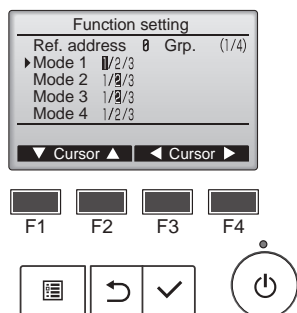 Function setting
Ref. address 0 Grp. (1/4)
Mode 1 1/2/3
Mode 2 1/2/3
Mode 3 1/2/3
Mode 4 1/2/3
▼ Cursor ▲ ◀ Cursor ▶
F1 F2 F3 F4